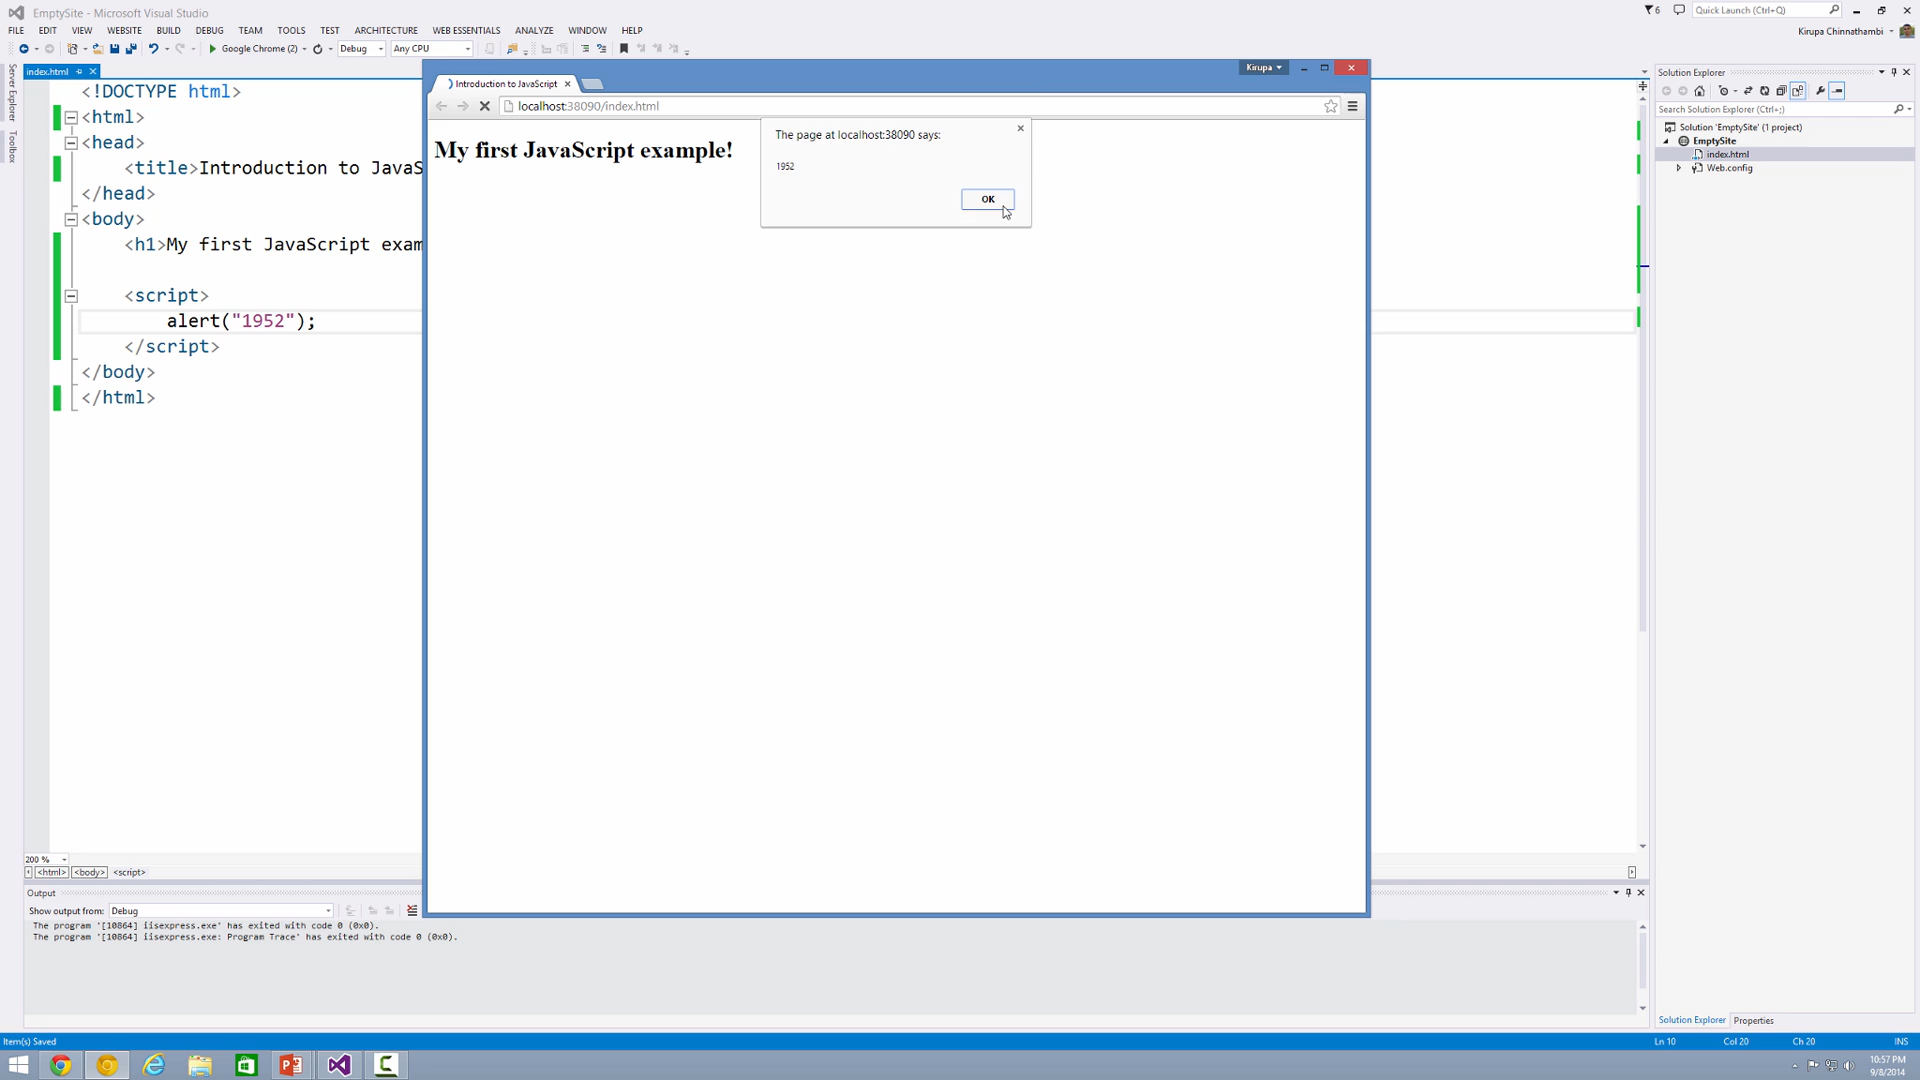 EmptySite - Microsoft Visual Studio
6
Quick Launch (Ctrl+Q)
FILE EDIT VIEW WEBSITE BUILD DEBUG TEAM TOOLS TEST ARCHITECTURE WEB ESSENTIALS ANALYZE WINDOW HELP
Kirupa Chinnathambi
Google Chrome (2) Debug Any CPU
Server Explorer
Toolbox
index.html
<!DOCTYPE html>
<html>
<head>
<title>Introduction to JavaS
</head>
<body>
<h1>My first JavaScript exam
<script>
alert("1952");
</script>
</body>
</html>
Kirupa
Introduction to JavaScript
localhost:38090/index.html
My first JavaScript example!
The page at localhost:38090 says:
1952
OK
Solution Explorer
Search Solution Explorer (Ctrl+;)
Solution 'EmptySite' (1 project)
EmptySite
index.html
Web.config
200 %
<html> <body> <script>
Output
Show output from: Debug
The program '[10864] iisexpress.exe' has exited with code 0 (0x0).
The program '[10864] iisexpress.exe: Program Trace' has exited with code 0 (0x0).
Solution Explorer Properties
Item(s) Saved
Ln 10 Col 20 Ch 20 INS
10:57 PM
9/8/2014